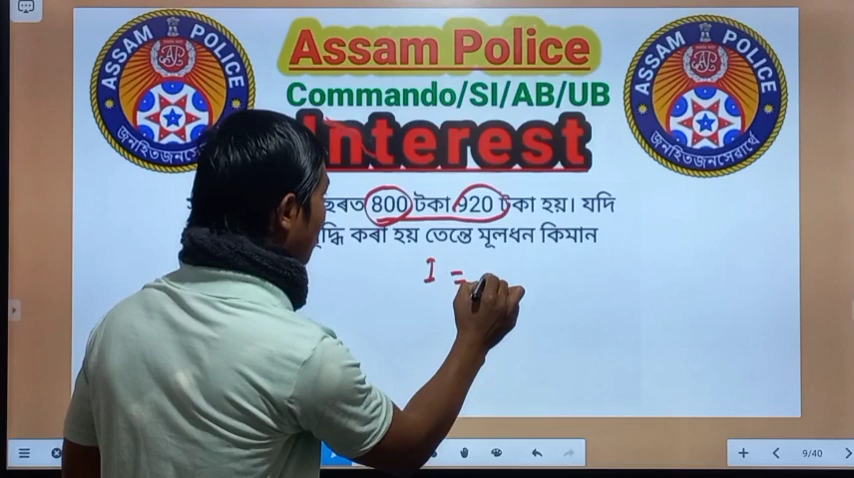 ASSAM POLICE
Assam Police
ASSAM POLICE
Commando/SI/AB/UB
Interest
800 টকা 920 টকা হয়। যদি
কৰা হয় তেন্তে মূলধন কিমান
I =
9/40